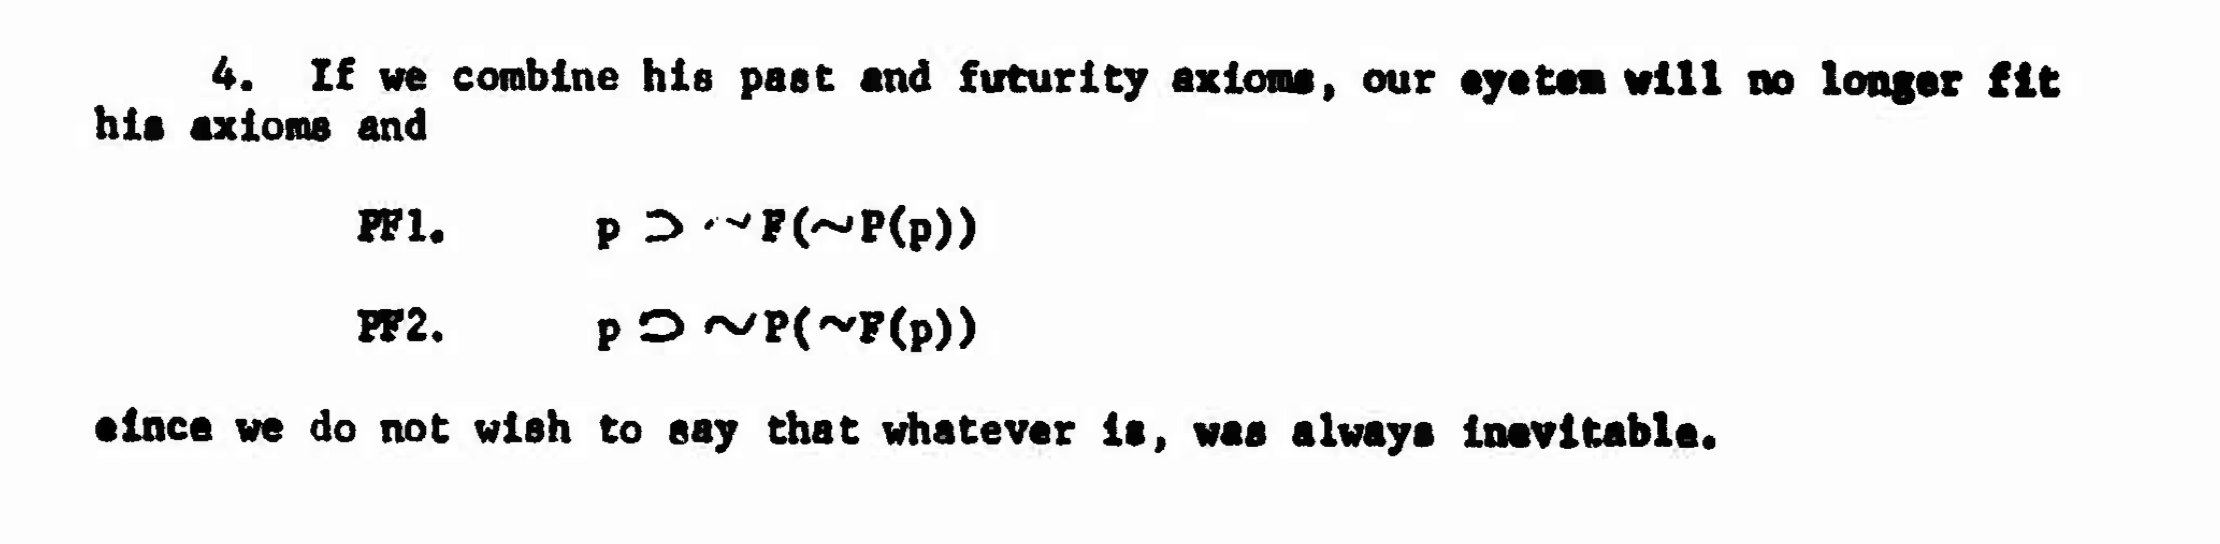 4. If we combine his past and futurity axioms, our system will no longer fit
his axioms and
PF1. p ⊃ ~F(~P(p))
PF2. p ⊃ ~P(~F(p))
since we do not wish to say that whatever is, was always inevitable.